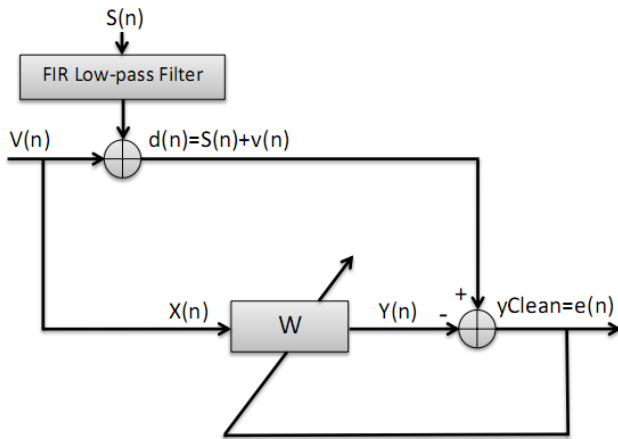 S(n)
FIR Low-pass Filter
V(n)
d(n)=S(n)+v(n)
X(n)
W
Y(n)
+
-
yClean=e(n)